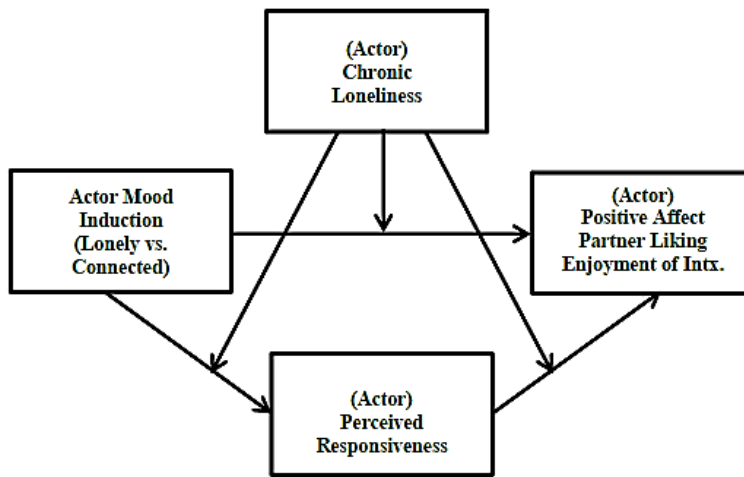 (Actor)
Chronic
Loneliness
Actor Mood
Induction
(Lonely vs.
Connected)
(Actor)
Positive Affect
Partner Liking
Enjoyment of Intx.
(Actor)
Perceived
Responsiveness